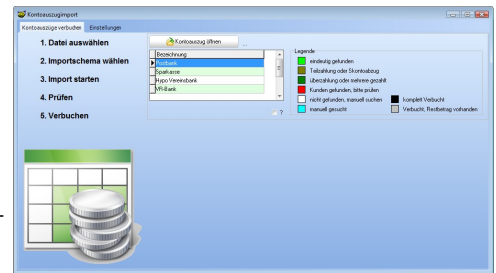 Kontoauszugimport
Kontoauszüge verbuchen Einstellungen
1. Datei auswählen
2. Importschema wählen
3. Import starten
4. Prüfen
5. Verbuchen
Kontoauszug öffnen ...
Bezeichnung
Postbank
Sparkasse
Hypo Vereinsbank
VR-Bank
?
Legende
eindeutig gefunden
Teilzahlung oder Skontoabzug
überzahlung oder mehrere gezahlt
Kunden gefunden, bitte prüfen
nicht gefunden, manuell suchen komplett Verbucht
manuell gesucht Verbucht, Restbetrag vorhanden